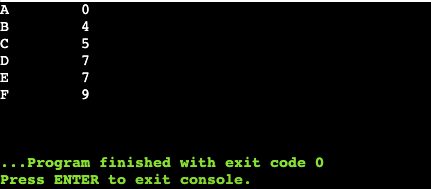 A 0
B 4
C 5
D 7
E 7
F 9
...Program finished with exit code 0
Press ENTER to exit console.